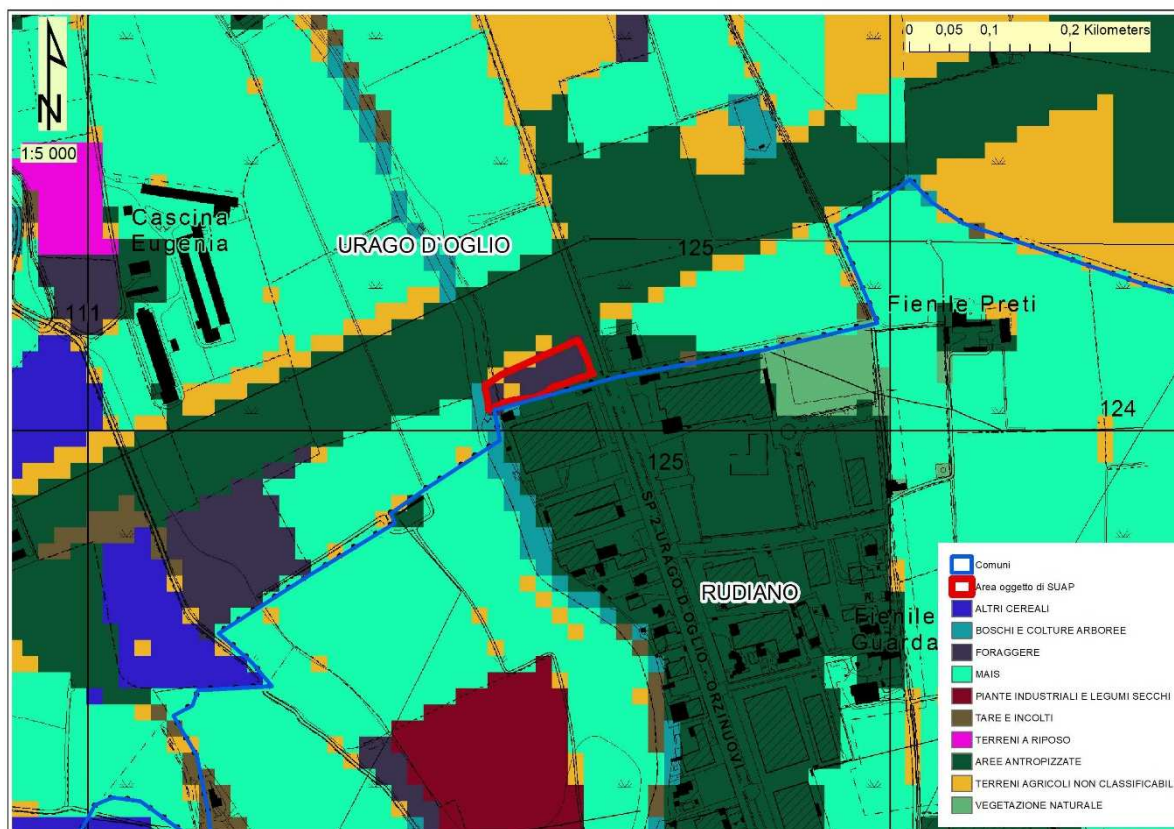 0 0,05 0,1 0,2 Kilometers
N
1:5 000
Cascina
Eugenia
URAGO D'OGLIO
125
111
Fienile Preti
124
125
SP 2 URAGO D'OGLIO - ORZINUOVI
RUDIANO
Fienile
Guarda
Comuni
Area oggetto di SUAP
ALTRI CEREALI
BOSCHI E COLTURE ARBOREE
FORAGGERE
MAIS
PIANTE INDUSTRIALI E LEGUMI SECCHI
TARE E INCOLTI
TERRENI A RIPOSO
AREE ANTROPIZZATE
TERRENI AGRICOLI NON CLASSIFICABIL
VEGETAZIONE NATURALE